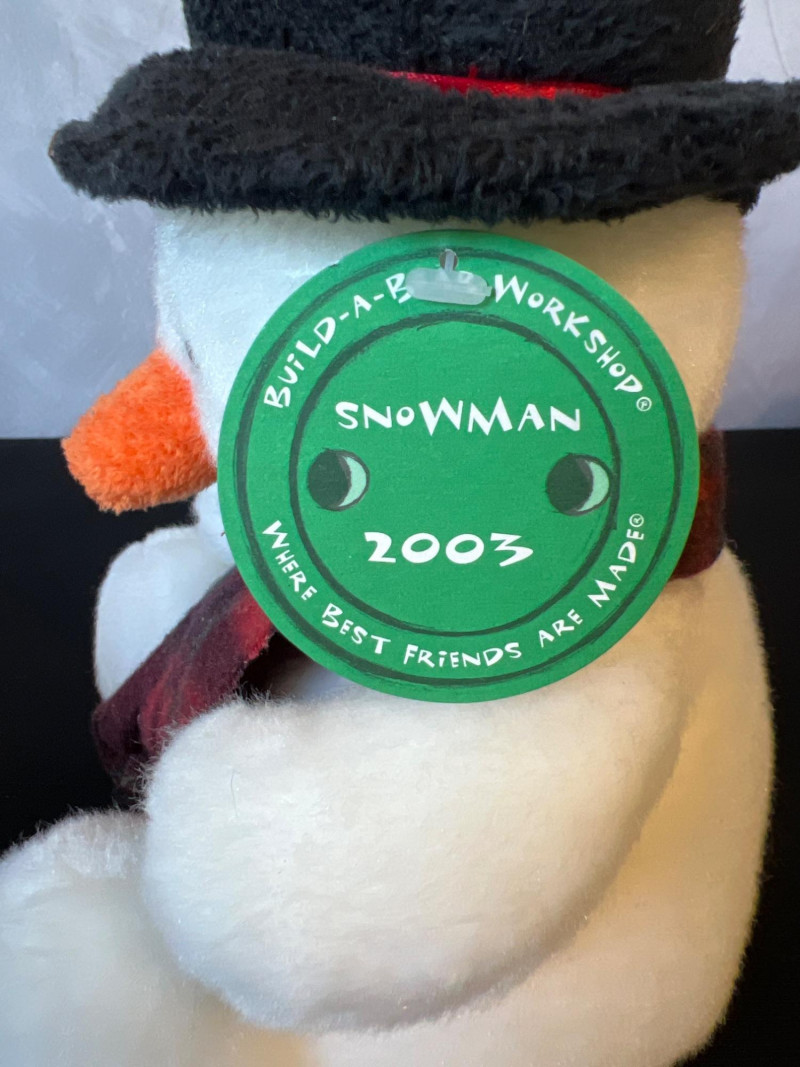 BUiLD-A-B WORKSHOP®
SNoWMAN
2003
WHERE BEST FRiENDS ARE MADE®